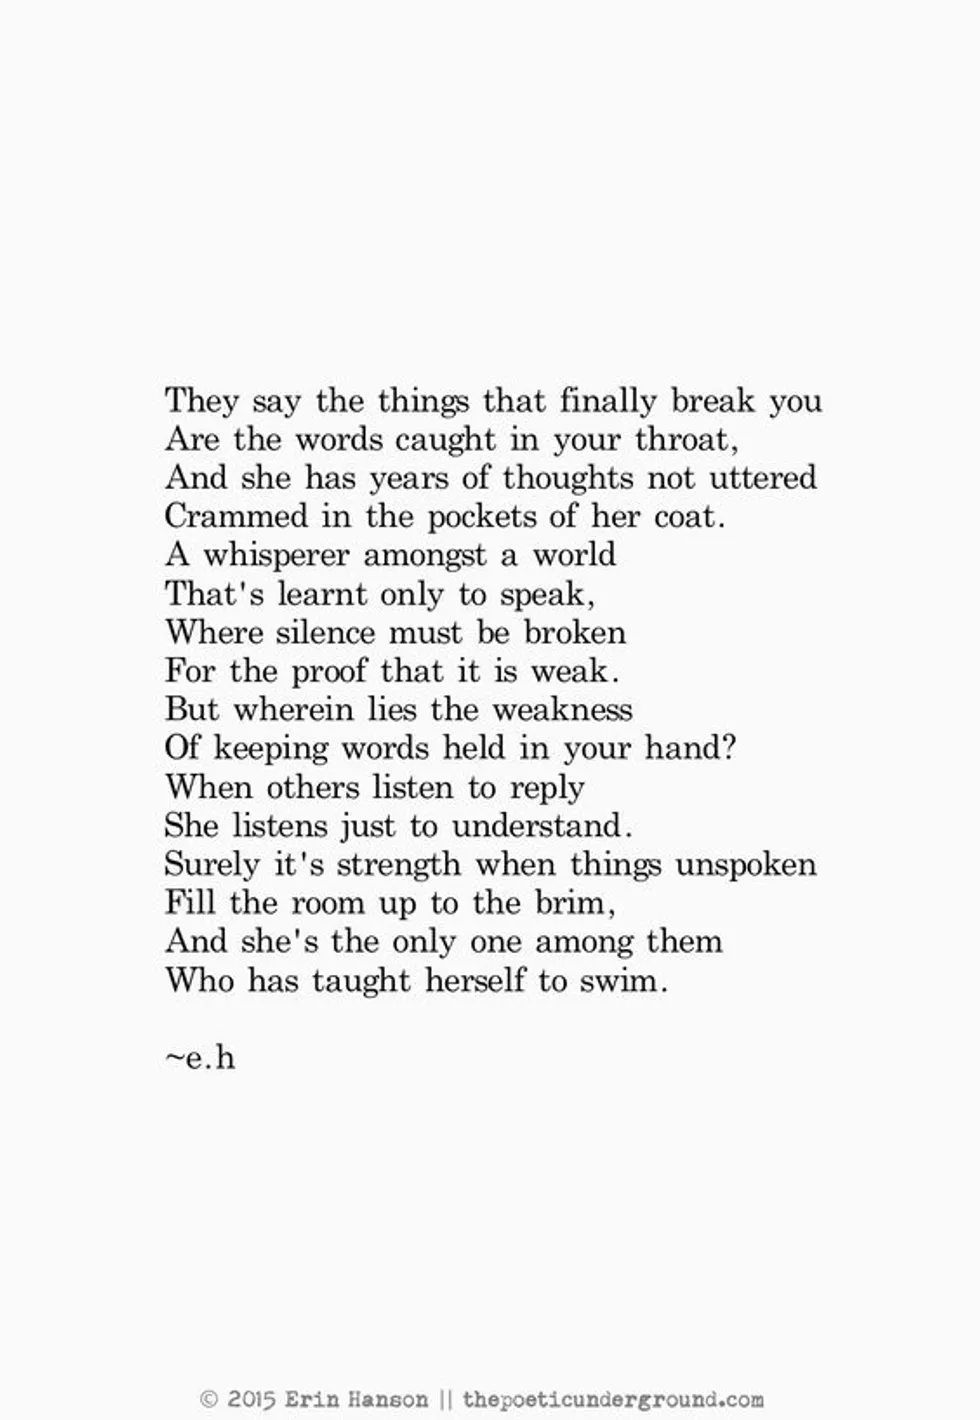 They say the things that finally break you
Are the words caught in your throat,
And she has years of thoughts not uttered
Crammed in the pockets of her coat.
A whisperer amongst a world
That's learnt only to speak,
Where silence must be broken
For the proof that it is weak.
But wherein lies the weakness
Of keeping words held in your hand?
When others listen to reply
She listens just to understand.
Surely it's strength when things unspoken
Fill the room up to the brim,
And she's the only one among them
Who has taught herself to swim.
~e.h
© 2015 Erin Hanson || thepoeticunderground.com